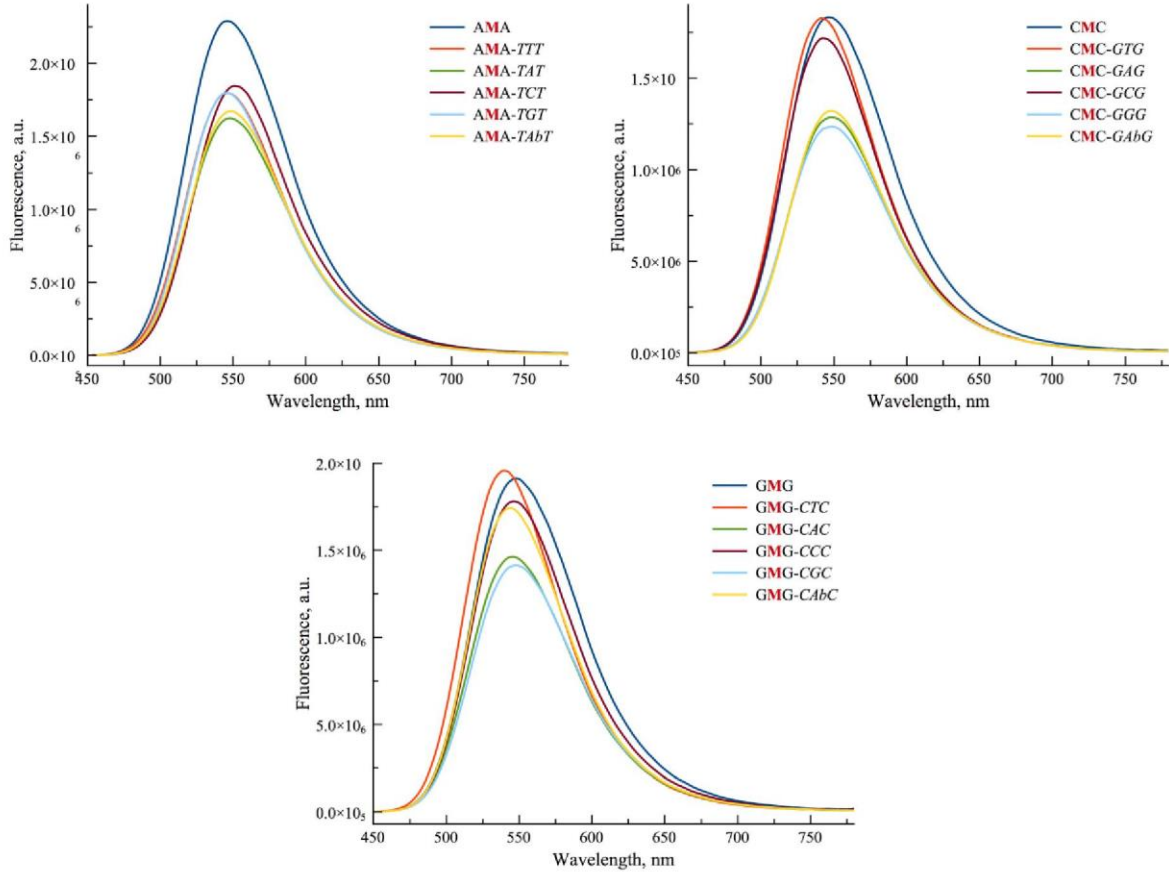 AMA
AMA-TTT
AMA-TAT
AMA-TCT
AMA-TGT
AMA-TAbT
2.0×10
1.5×10
6
1.0×10
6
5.0×10
6
0.0×10
5
450 500 550 600 650 700 750
Wavelength, nm
Fluorescence, a.u.
CMC
CMC-GTG
CMC-GAG
CMC-GCG
CMC-GGG
CMC-GAbG
1.5×10
1.0×10⁶
5.0×10⁶
0.0×10⁵
450 500 550 600 650 700 750
Wavelength, nm
Fluorescence, a.u.
GMG
GMG-CTC
GMG-CAC
GMG-CCC
GMG-CGC
GMG-CAbC
2.0×10
1.5×10₆
1.0×10₆
5.0×10₆
0.0×10₅
450 500 550 600 650 700 750
Wavelength, nm
Fluorescence, a.u.